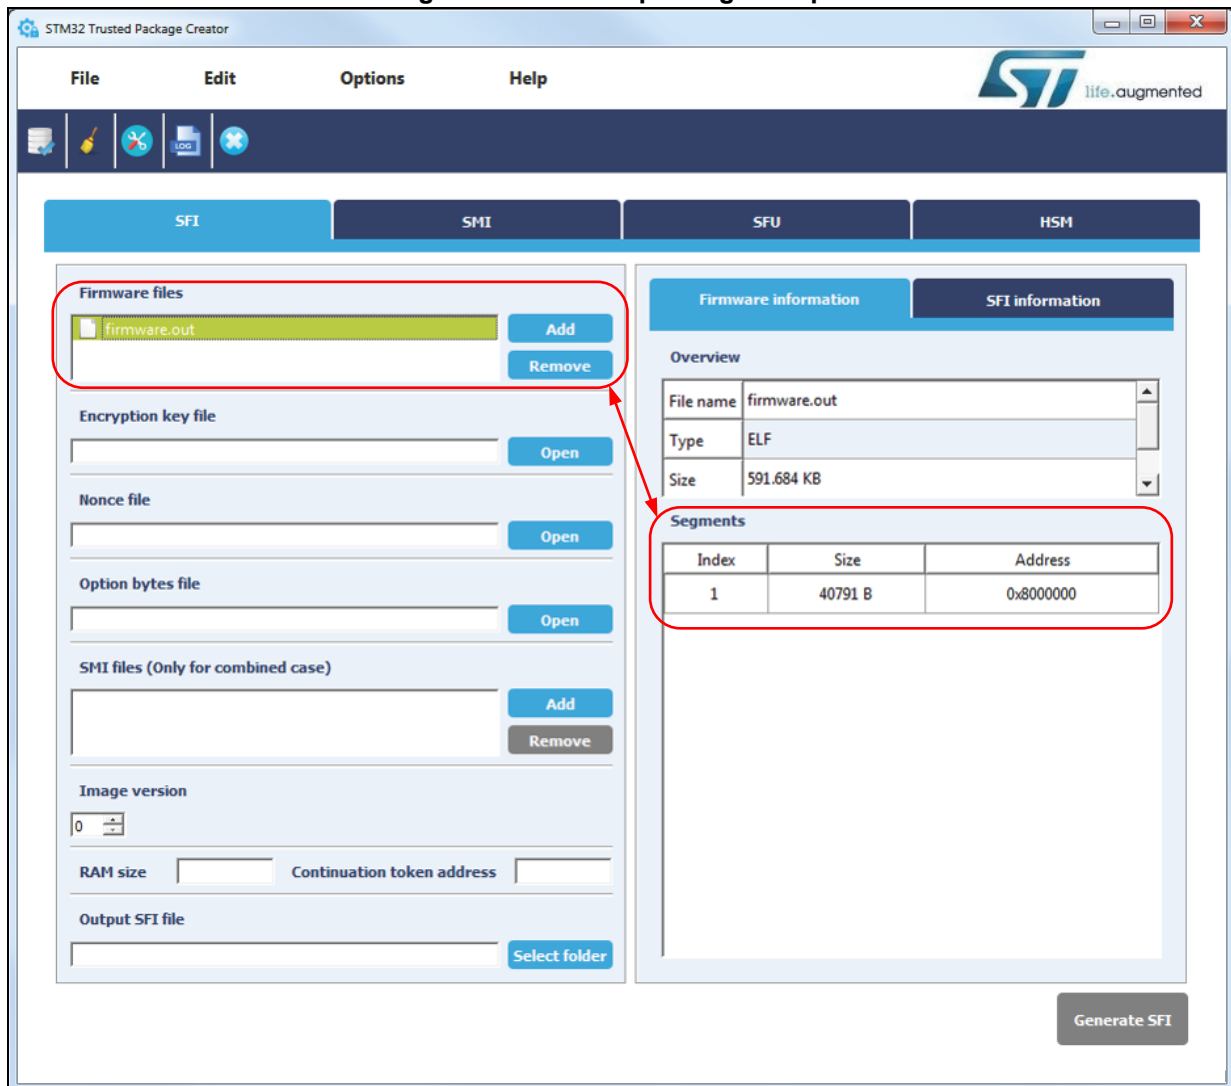 STM32 Trusted Package Creator
File Edit Options Help
ST life.augmented
LOG
SFI SMI SFU HSM
Firmware files
firmware.out
Add
Remove
Encryption key file
Open
Nonce file
Open
Option bytes file
Open
SMI files (Only for combined case)
Add
Remove
Image version
0
RAM size Continuation token address
Output SFI file
Select folder
Firmware information SFI information
Overview
File name firmware.out
Type ELF
Size 591.684 KB
Segments
Index Size Address
1 40791 B 0x8000000
Generate SFI